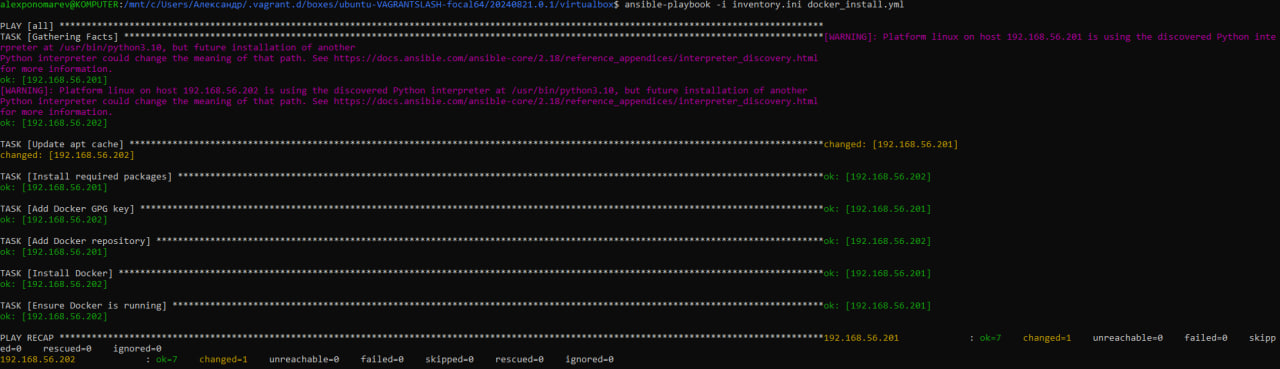 alexponomarev@KOMPUTER:/mnt/c/Users/Александр/.vagrant.d/boxes/ubuntu-VAGRANTSLASH-focal64/20240821.0.1/virtualbox$ ansible-playbook -i inventory.ini docker_install.yml
PLAY [all] **********************************************************************************************************************************************
TASK [Gathering Facts] **********************************************************************************************************************************[WARNING]: Platform linux on host 192.168.56.201 is using the discovered Python inte
rpreter at /usr/bin/python3.10, but future installation of another
Python interpreter could change the meaning of that path. See https://docs.ansible.com/ansible-core/2.18/reference_appendices/interpreter_discovery.html
for more information.
ok: [192.168.56.201]
[WARNING]: Platform linux on host 192.168.56.202 is using the discovered Python interpreter at /usr/bin/python3.10, but future installation of another
Python interpreter could change the meaning of that path. See https://docs.ansible.com/ansible-core/2.18/reference_appendices/interpreter_discovery.html
for more information.
ok: [192.168.56.202]
TASK [Update apt cache] *********************************************************************************************************************************changed: [192.168.56.201]
changed: [192.168.56.202]
TASK [Install required packages] ************************************************************************************************************************ok: [192.168.56.202]
ok: [192.168.56.201]
TASK [Add Docker GPG key] *******************************************************************************************************************************ok: [192.168.56.201]
ok: [192.168.56.202]
TASK [Add Docker repository] ****************************************************************************************************************************ok: [192.168.56.202]
ok: [192.168.56.201]
TASK [Install Docker] ***********************************************************************************************************************************ok: [192.168.56.201]
ok: [192.168.56.202]
TASK [Ensure Docker is running] *************************************************************************************************************************ok: [192.168.56.201]
ok: [192.168.56.202]
PLAY RECAP **********************************************************************************************************************************************192.168.56.201 : ok=7 changed=1 unreachable=0 failed=0 skipp
ed=0 rescued=0 ignored=0
192.168.56.202 : ok=7 changed=1 unreachable=0 failed=0 skipped=0 rescued=0 ignored=0